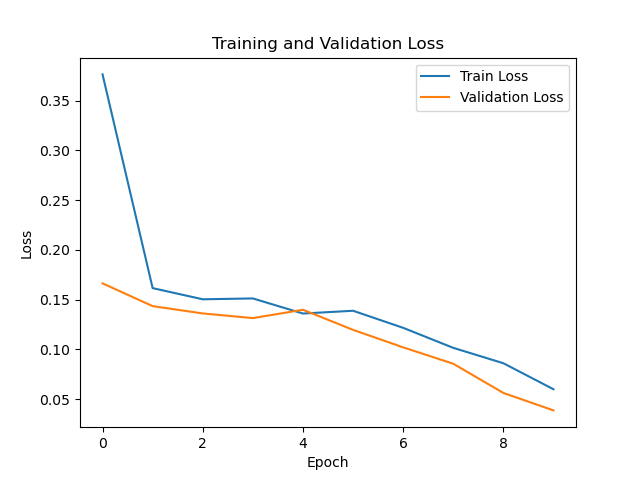 Training and Validation Loss
Train Loss
Validation Loss
0.35
0.30
0.25
0.20
0.15
0.10
0.05
Loss
0 2 4 6 8
Epoch